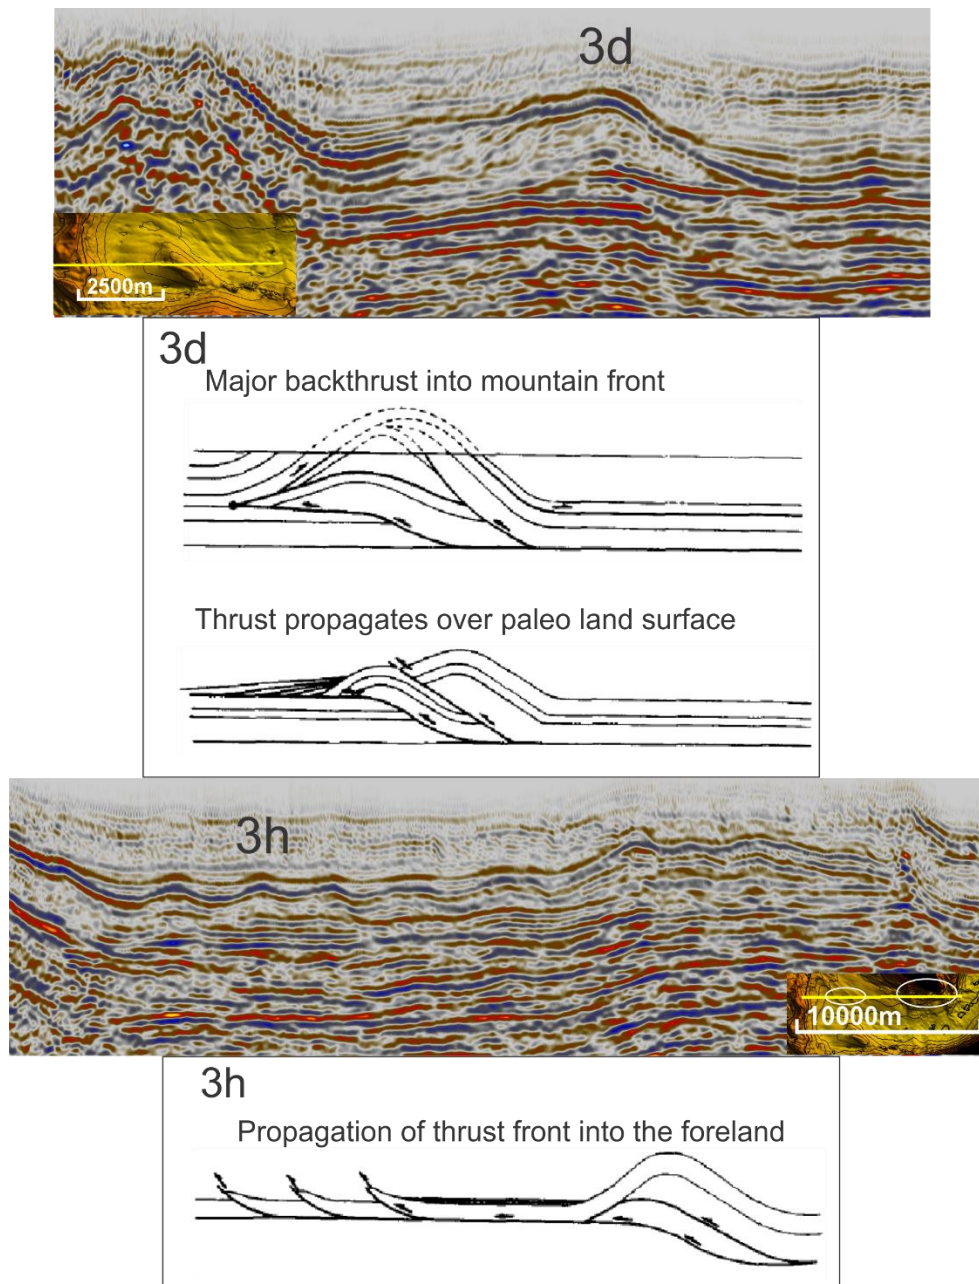 3d
2500m
3d
Major backthrust into mountain front
Thrust propagates over paleo land surface
3h
10000m
3h
Propagation of thrust front into the foreland